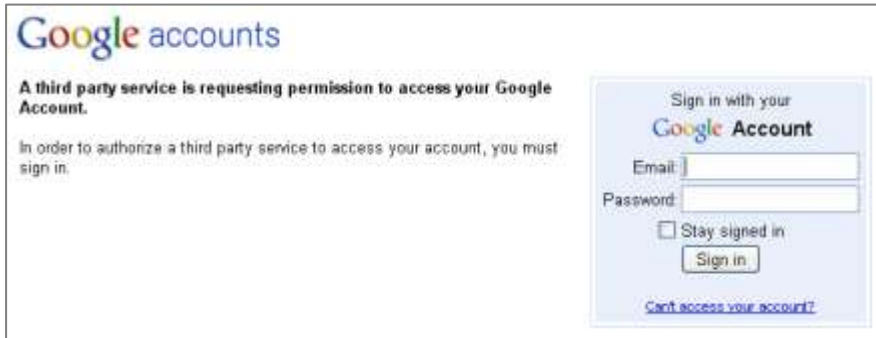 Google accounts
A third party service is requesting permission to access your Google
Account.
In order to authorize a third party service to access your account, you must
sign in.
Sign in with your
Google Account
Email:
Password:
Stay signed in
Sign in
Can't access your account?